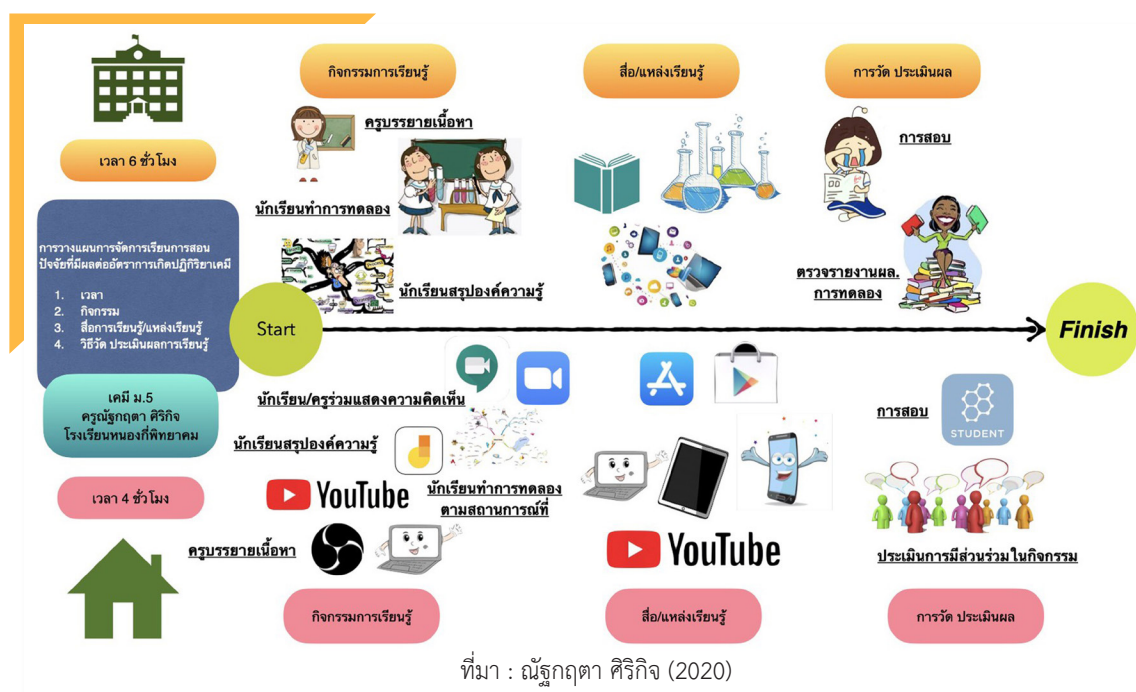 กิจกรรมการเรียนรู้
สื่อ/แหล่งเรียนรู้
การวัด ประเมินผล
ครูบรรยายเนื้อหา
การสอบ
เวลา 6 ชั่วโมง
นักเรียนทำการทดลอง
การวางแผนการจัดการเรียนการสอน
ปัจจัยที่มีผลต่ออัตราการเกิดปฏิกิริยาเคมี
1. เวลา
2. กิจกรรม
3. สื่อการเรียนรู้/แหล่งเรียนรู้
4. วิธีวัด ประเมินผลการเรียนรู้
นักเรียนสรุปองค์ความรู้
ตรวจรายงานผล.
การทดลอง
Start
Finish
เคมี ม.5
ครูณัฐกฤตา ศิริกิจ
โรงเรียนหนองกี่พิทยาคม
นักเรียน/ครูร่วมแสดงความคิดเห็น
การสอบ
STUDENT
นักเรียนสรุปองค์ความรู้
เวลา 4 ชั่วโมง
YouTube
นักเรียนทำการทดลอง
ตามสถานการณ์ที่
ครูบรรยายเนื้อหา
YouTube
ประเมินการมีส่วนร่วมในกิจกรรม
กิจกรรมการเรียนรู้
สื่อ/แหล่งเรียนรู้
การวัด ประเมินผล
ที่มา : ณัฐกฤตา ศิริกิจ (2020)